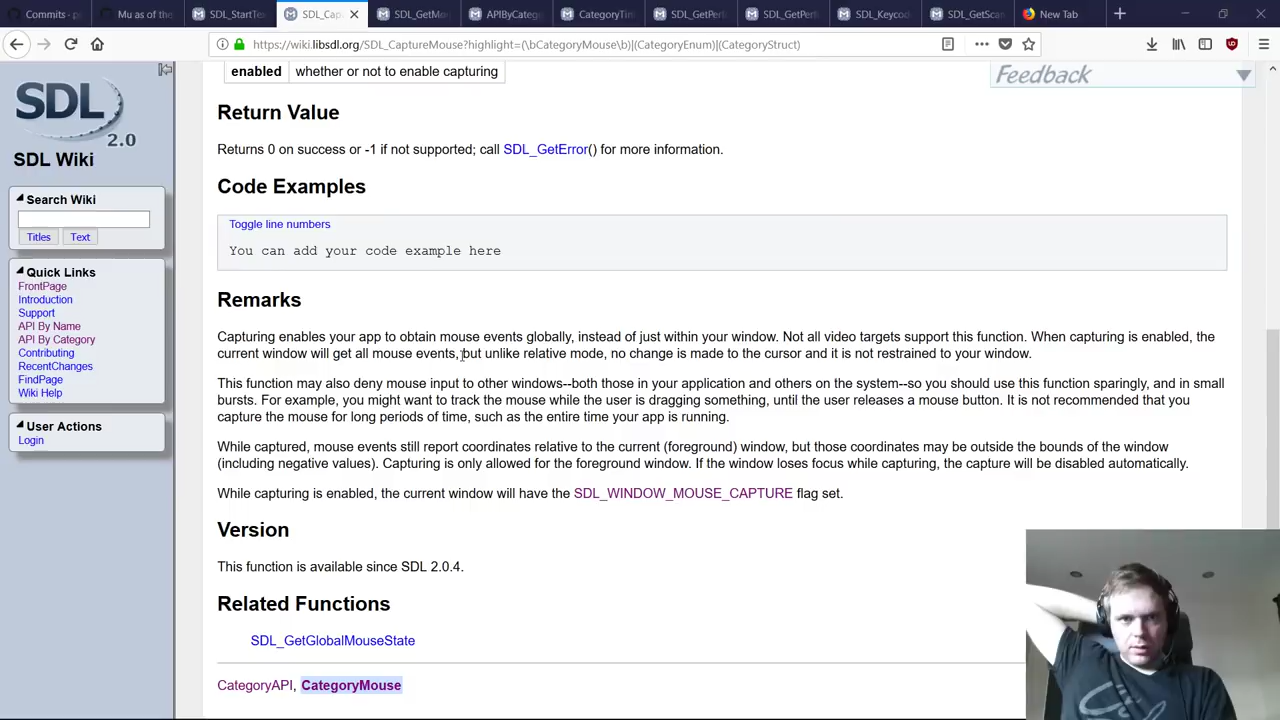 Commits · p
Mu as of the
SDL_StartTe
SDL_Cap
SDL_GetMo
APIByCatego
CategoryTim
SDL_GetPerf
SDL_GetPerf
SDL_Keycod
SDL_GetScan
New Tab
https://wiki.libsdl.org/SDL_CaptureMouse?highlight=(\bCategoryMouse\b)|(CategoryEnum)|(CategoryStruct)
SDL
2.0
SDL Wiki
Search Wiki
Titles Text
Quick Links
FrontPage
Introduction
Support
API By Name
API By Category
Contributing
RecentChanges
FindPage
Wiki Help
User Actions
Login
Feedback
enabled whether or not to enable capturing
Return Value
Returns 0 on success or -1 if not supported; call SDL_GetError() for more information.
Code Examples
Toggle line numbers
You can add your code example here
Remarks
Capturing enables your app to obtain mouse events globally, instead of just within your window. Not all video targets support this function. When capturing is enabled, the
current window will get all mouse events, but unlike relative mode, no change is made to the cursor and it is not restrained to your window.
This function may also deny mouse input to other windows--both those in your application and others on the system--so you should use this function sparingly, and in small
bursts. For example, you might want to track the mouse while the user is dragging something, until the user releases a mouse button. It is not recommended that you
capture the mouse for long periods of time, such as the entire time your app is running.
While captured, mouse events still report coordinates relative to the current (foreground) window, but those coordinates may be outside the bounds of the window
(including negative values). Capturing is only allowed for the foreground window. If the window loses focus while capturing, the capture will be disabled automatically.
While capturing is enabled, the current window will have the SDL_WINDOW_MOUSE_CAPTURE flag set.
Version
This function is available since SDL 2.0.4.
Related Functions
SDL_GetGlobalMouseState
CategoryAPI, CategoryMouse